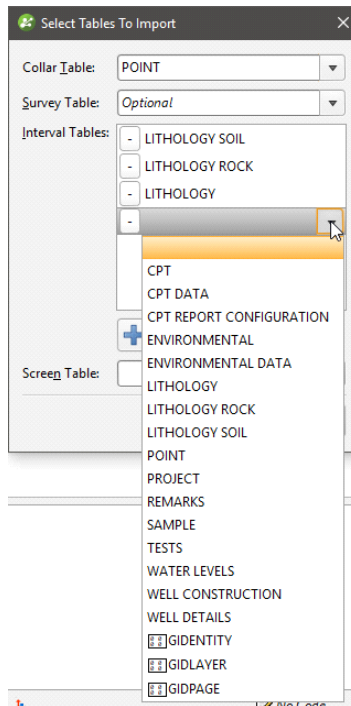 Select Tables To Import
Collar Table: POINT
Survey Table: Optional
Interval Tables:
- LITHOLOGY SOIL
- LITHOLOGY ROCK
- LITHOLOGY
-
CPT
CPT DATA
CPT REPORT CONFIGURATION
ENVIRONMENTAL
ENVIRONMENTAL DATA
Screen Table:
LITHOLOGY
LITHOLOGY ROCK
LITHOLOGY SOIL
POINT
PROJECT
REMARKS
SAMPLE
TESTS
WATER LEVELS
WELL CONSTRUCTION
WELL DETAILS
GIDENTITY
GIDLAYER
GIDPAGE